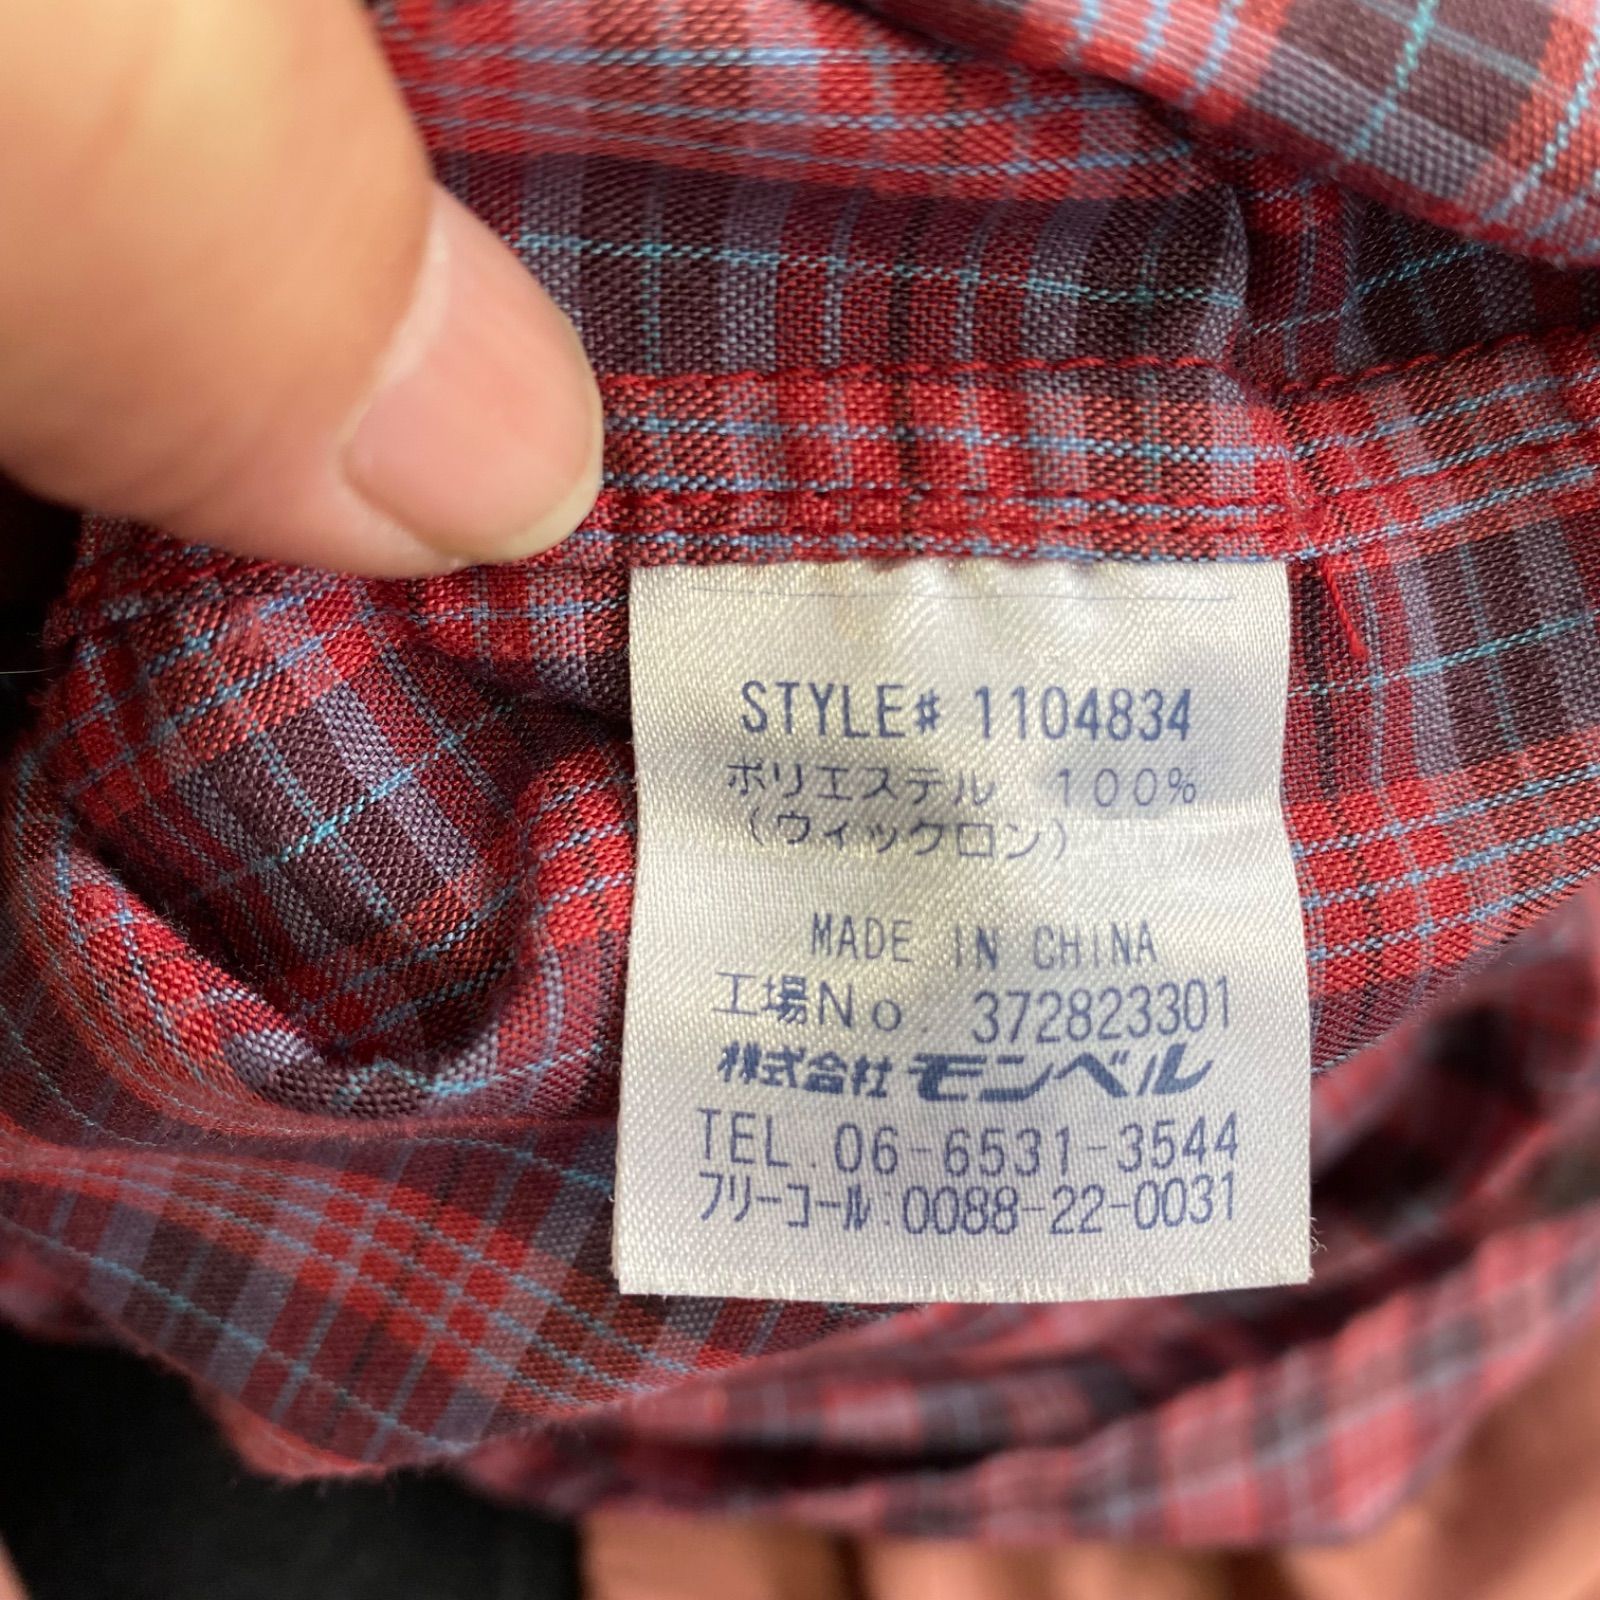 STYLE# 1104834
ポリエステル 100%
(ウィックロン)
MADE IN CHINA
工場No. 372823301
株式会社 モンベル
TEL.06-6531-3544
フリーコール:0088-22-0031